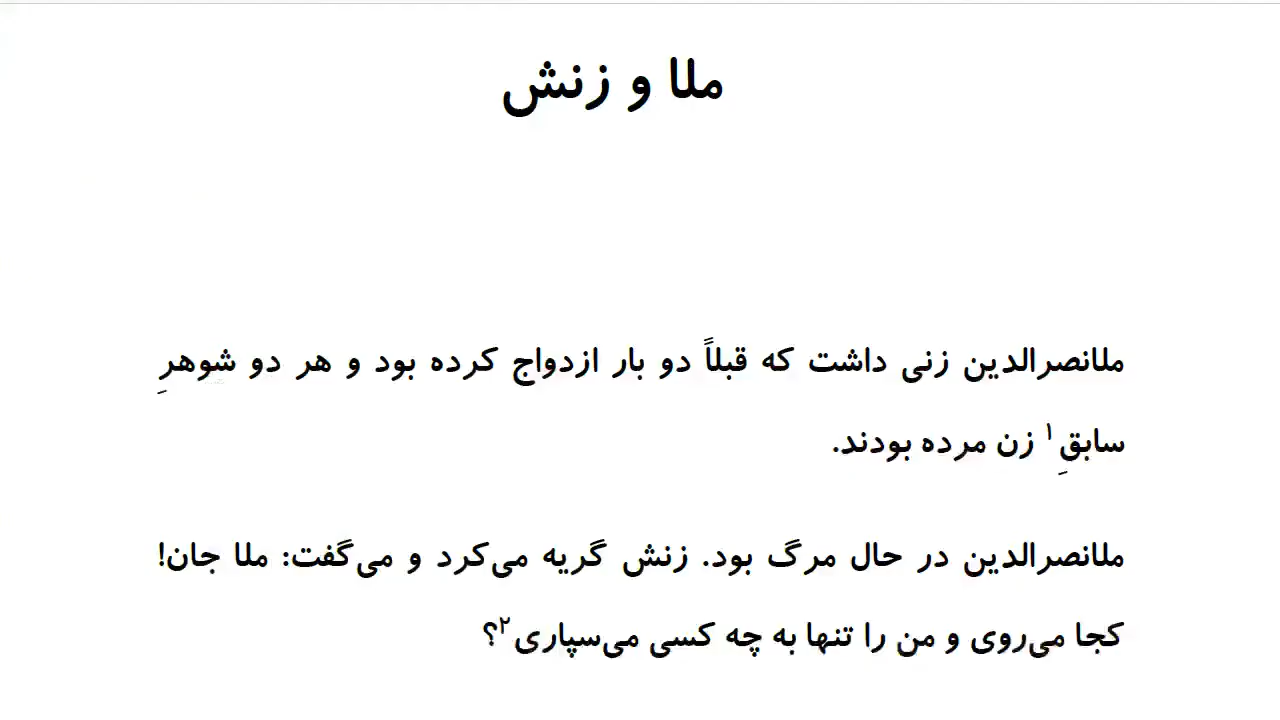 ملا و زنش
ملانصرالدین زنی داشت که قبلاً دو بار ازدواج کرده بود و هر دو شوهرِ
سابقِ۱ زن مرده بودند.
ملانصرالدین در حال مرگ بود. زنش گریه می‌کرد و می‌گفت: ملا جان!
کجا می‌روی و من را تنها به چه کسی می‌سپاری۲؟